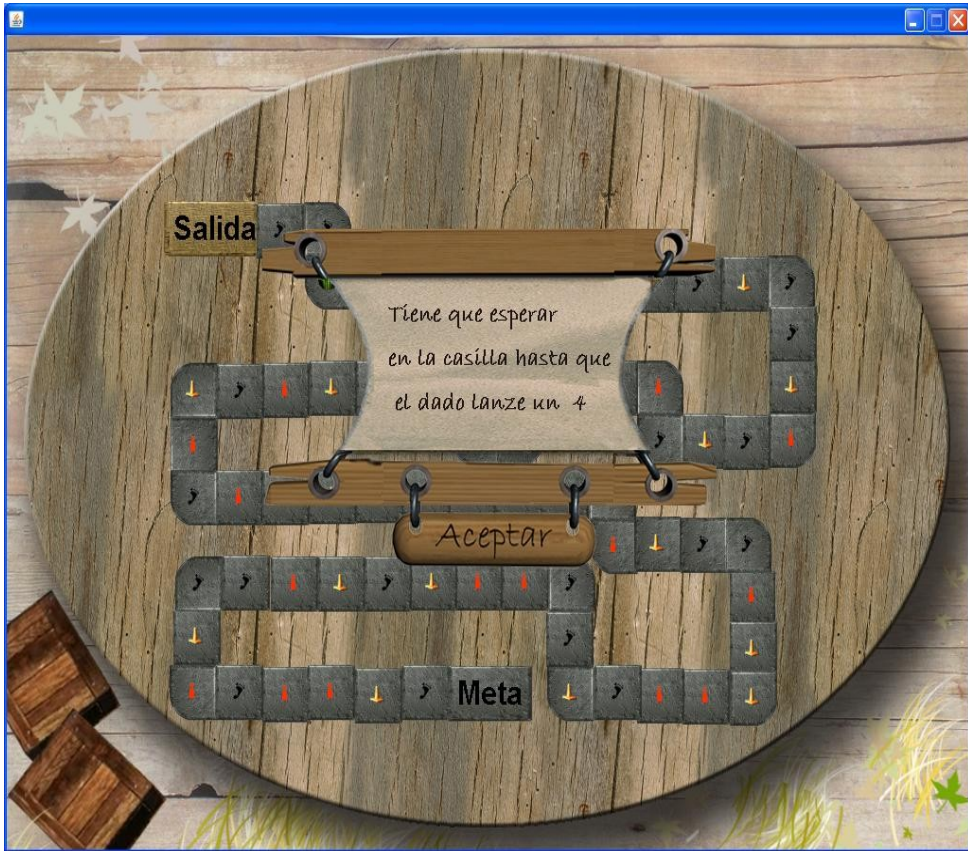 Salida
Tiene que esperar
en la casilla hasta que
el dado lanze un 4
Aceptar
Meta